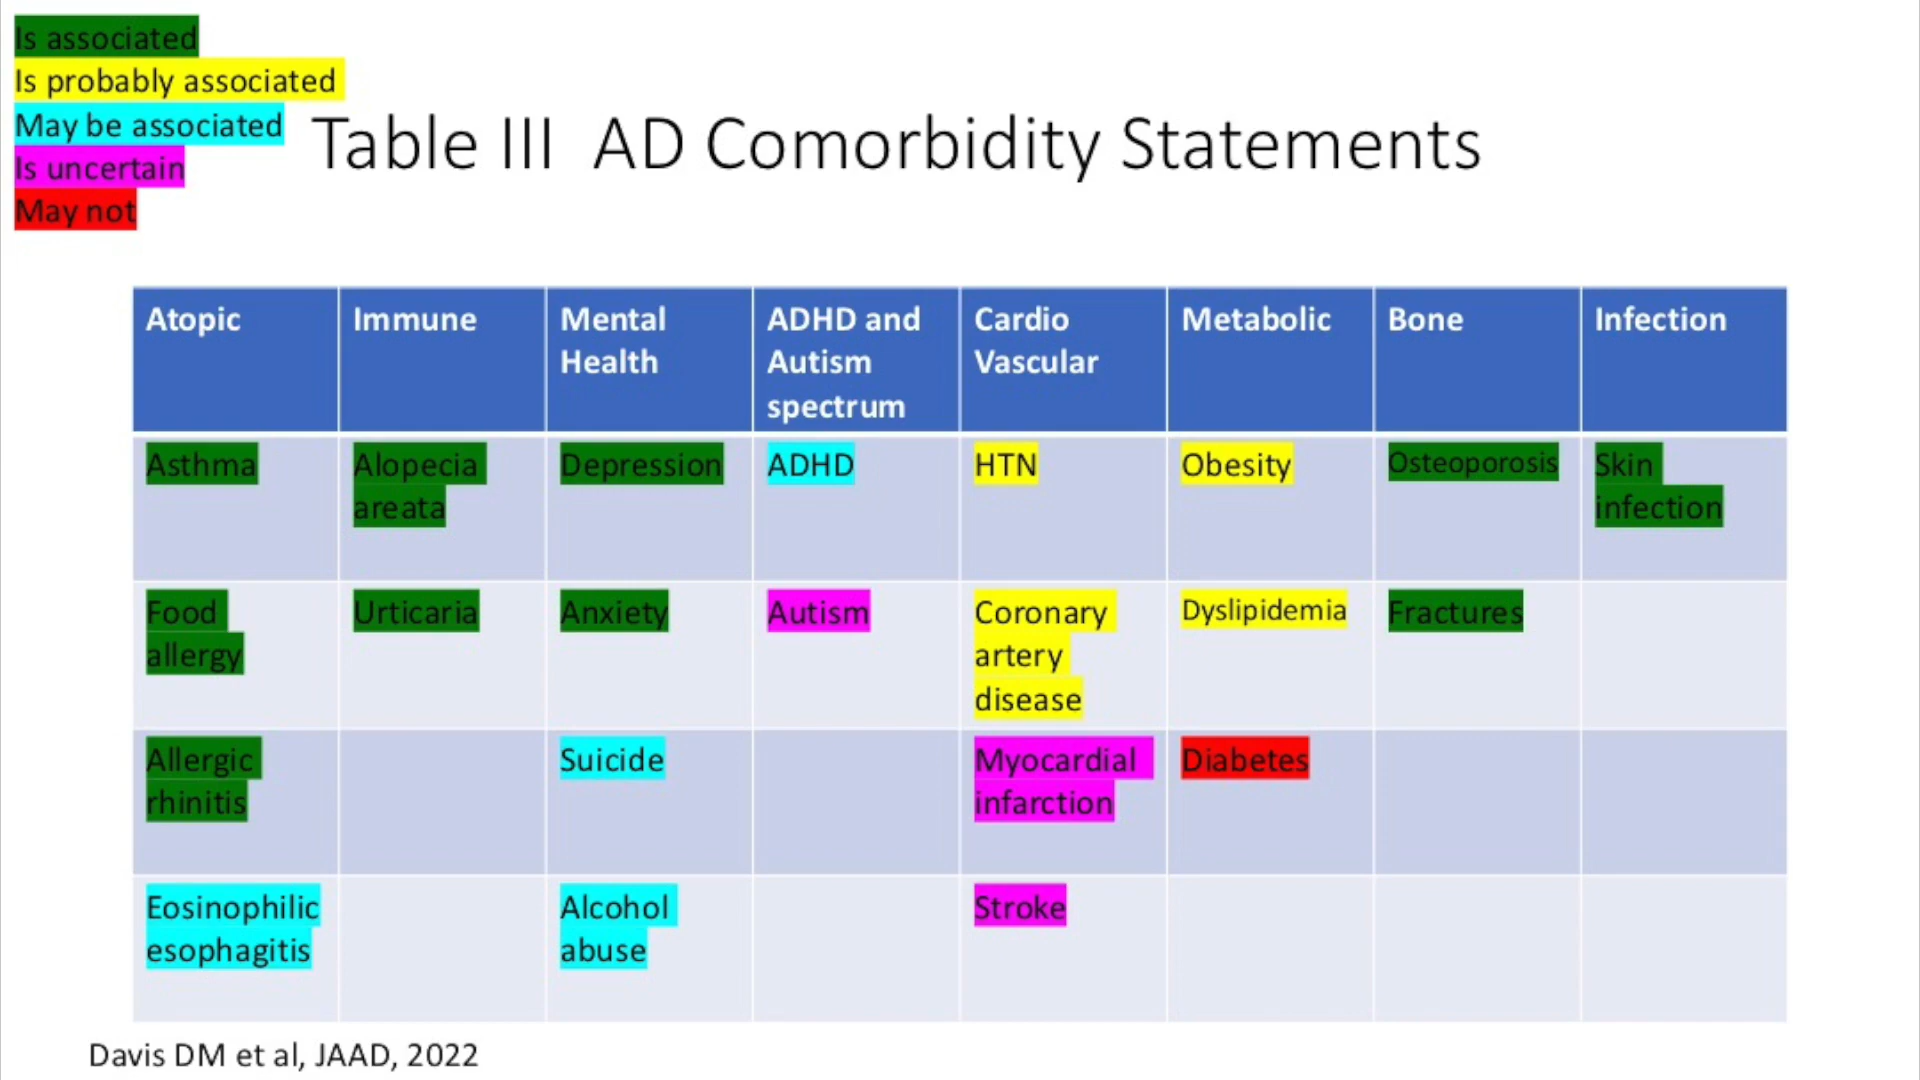 Is associated
Is probably associated
May be associated
Is uncertain
May not
Table III  AD Comorbidity Statements
Atopic
Immune
Mental
Health
ADHD and
Autism
spectrum
Cardio
Vascular
Metabolic
Bone
Infection
Asthma
Alopecia
areata
Depression
ADHD
HTN
Obesity
Osteoporosis
Skin
infection
Food
allergy
Urticaria
Anxiety
Autism
Coronary
artery
disease
Dyslipidemia
Fractures
Allergic
rhinitis
Suicide
Myocardial
infarction
Diabetes
Eosinophilic
esophagitis
Alcohol
abuse
Stroke
Davis DM et al, JAAD, 2022